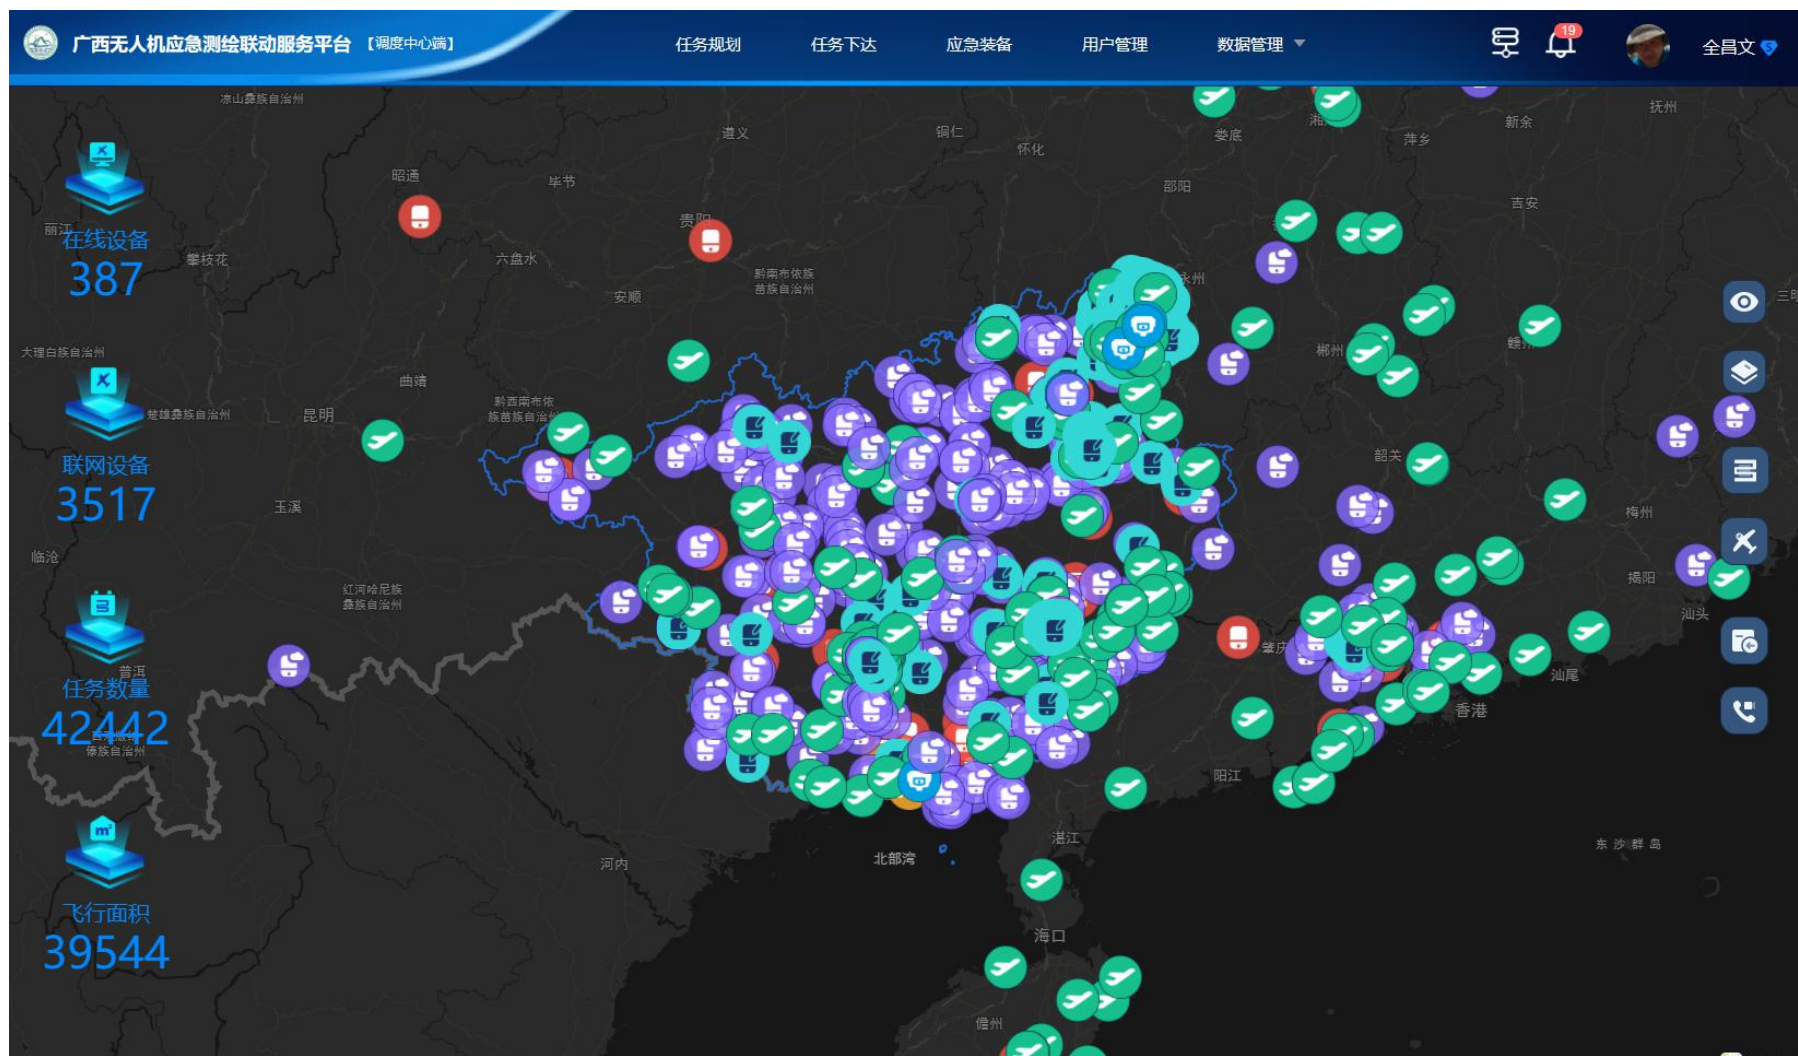 广西无人机应急测绘联动服务平台 【调度中心端】
任务规划
任务下达
应急装备
用户管理
数据管理
19
全昌文
凉山彝族自治州
遵义
铜仁
怀化
娄底
萍乡
新余
抚州
昭通
毕节
邵阳
吉安
贵阳
丽江
在线设备
387
攀枝花
六盘水
安顺
黔南布依族
苗族自治州
永州
三明
大理白族自治州
曲靖
郴州
楚雄彝族自治州
昆明
黔西南布依
族苗族自治州
联网设备
3517
韶关
玉溪
梅州
临沧
红河哈尼族
彝族自治州
揭阳
汕头
普洱
任务数量
42442
傣族自治州
肇庆
汕尾
香港
阳江
m²
湛江
北部湾
河内
东沙群岛
飞行面积
39544
海口
儋州